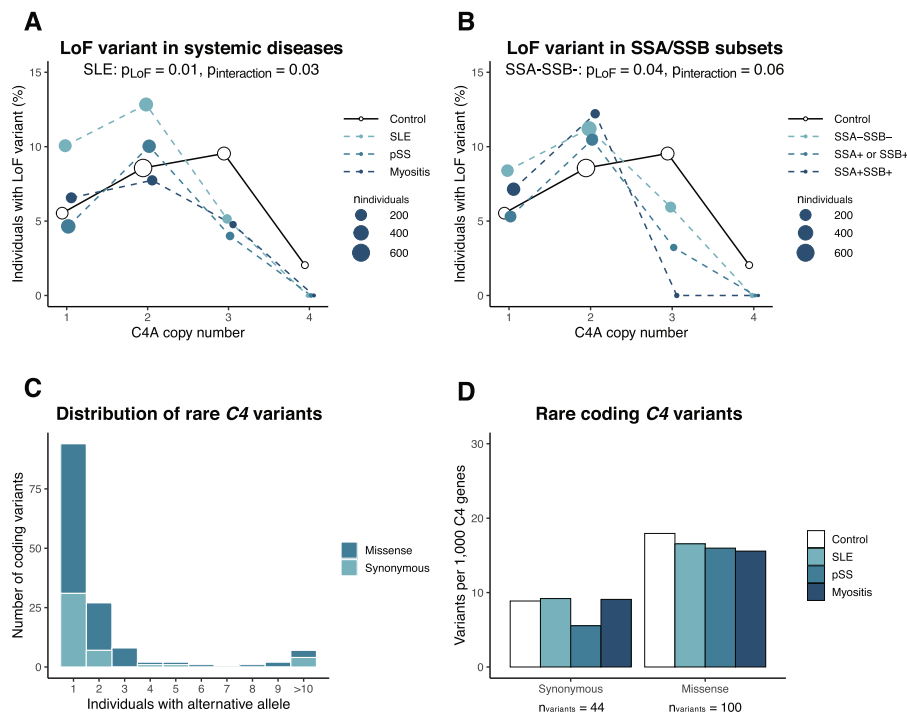 A
LoF variant in systemic diseases
SLE: pLoF = 0.01, pinteraction = 0.03
Individuals with LoF variant (%)
15
10
5
0
1 2 3 4
C4A copy number
Control
SLE
pSS
Myositis
nindividuals
200
400
600
B
LoF variant in SSA/SSB subsets
SSA-SSB-: pLoF = 0.04, pinteraction = 0.06
Individuals with LoF variant (%)
15
10
5
0
1 2 3 4
C4A copy number
Control
SSA−SSB−
SSA+ or SSB+
SSA+SSB+
nindividuals
200
400
600
C
Distribution of rare C4 variants
Number of coding variants
75
50
25
0
1 2 3 4 5 6 7 8 9 >10
Individuals with alternative allele
Missense
Synonymous
D
Rare coding C4 variants
Variants per 1,000 C4 genes
30
20
10
0
Synonymous Missense
nvariants = 44 nvariants = 100
Control
SLE
pSS
Myositis